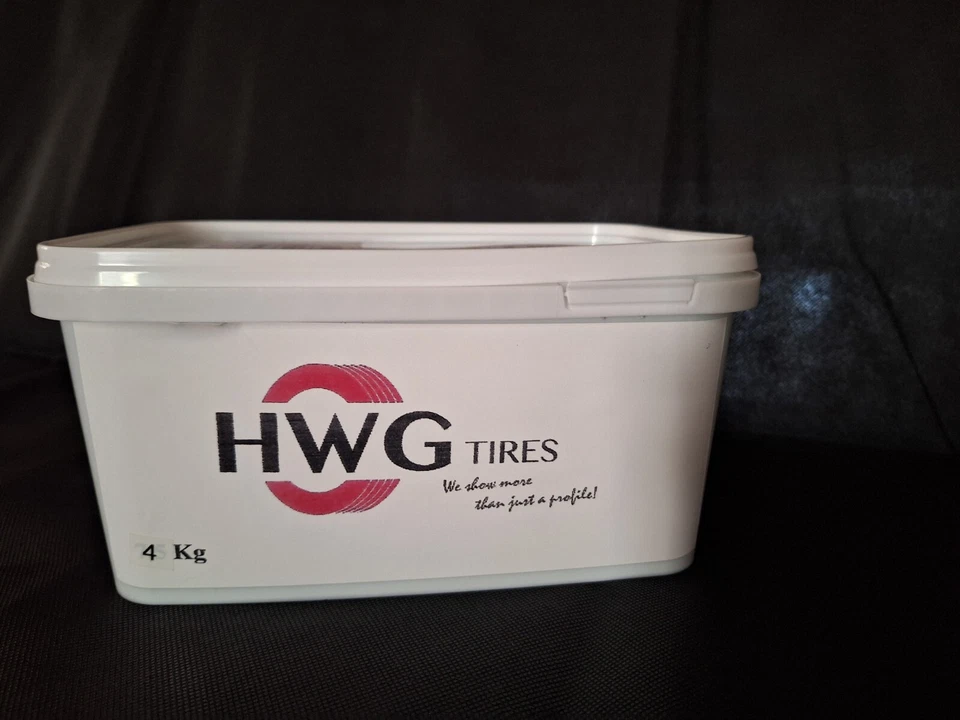 HWG TIRES
We show more
than just a profile!
4 Kg